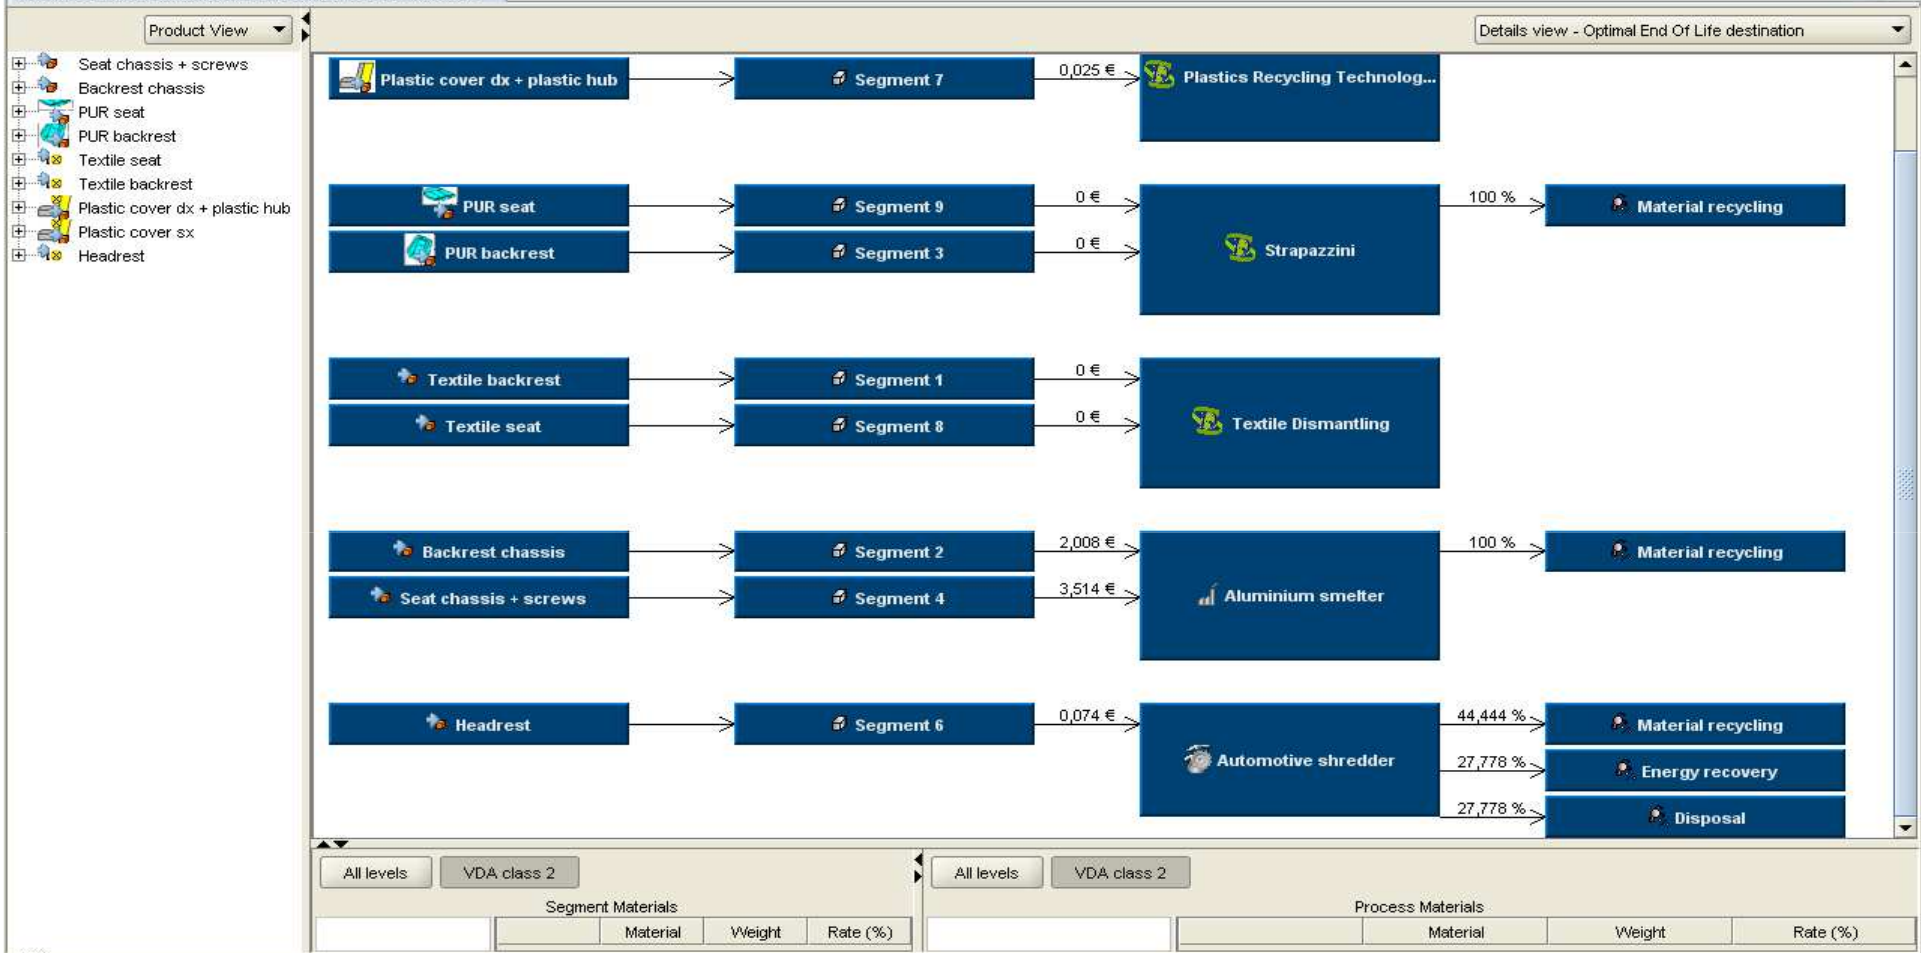 Product View
Details view - Optimal End Of Life destination
Seat chassis + screws
Backrest chassis
PUR seat
PUR backrest
Textile seat
Textile backrest
Plastic cover dx + plastic hub
Plastic cover sx
Headrest
Plastic cover dx + plastic hub
Segment 7
0,025 €
Plastics Recycling Technolog...
PUR seat
Segment 9
0 €
Strapazzini
100 %
Material recycling
PUR backrest
Segment 3
0 €
Textile backrest
Segment 1
0 €
Textile Dismantling
Textile seat
Segment 8
0 €
Backrest chassis
Segment 2
2,008 €
Aluminium smelter
100 %
Material recycling
Seat chassis + screws
Segment 4
3,514 €
Headrest
Segment 6
0,074 €
Automotive shredder
44,444 %
Material recycling
27,778 %
Energy recovery
27,778 %
Disposal
All levels
VDA class 2
Segment Materials
Material
Weight
Rate (%)
All levels
VDA class 2
Process Materials
Material
Weight
Rate (%)